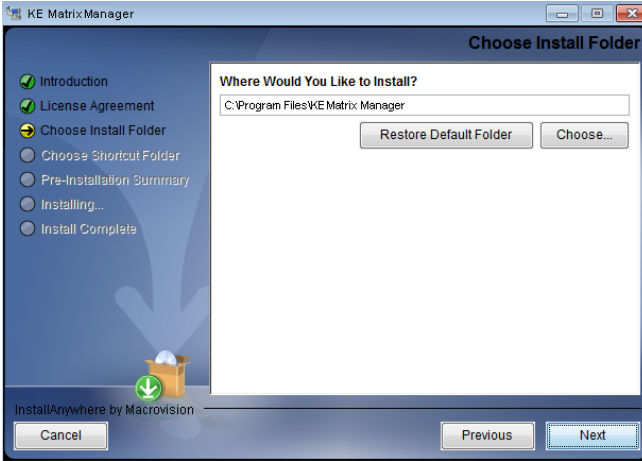 KE Matrix Manager
Choose Install Folder
Introduction
License Agreement
Choose Install Folder
Choose Shortcut Folder
Pre-Installation Summary
Installing...
Install Complete
Where Would You Like to Install?
C:\Program Files\KE Matrix Manager
Restore Default Folder
Choose...
InstallAnywhere by Macrovision
Cancel
Previous
Next